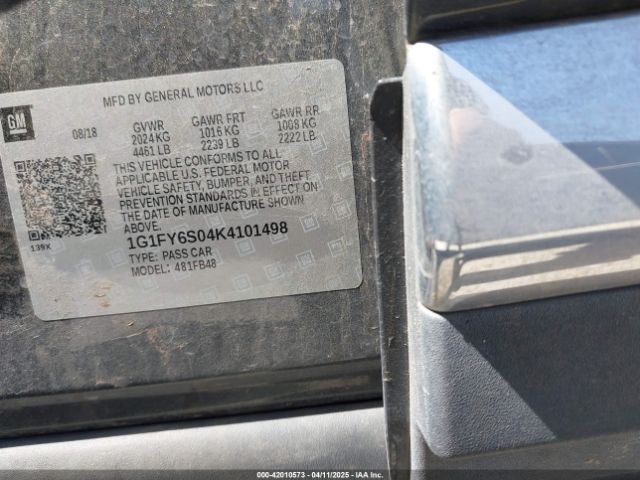 MFD BY GENERAL MOTORS LLC
GM
08/18
GVWR GAWR FRT GAWR RR
2024 KG 1016 KG 1008 KG
4461 LB 2239 LB 2222 LB
THIS VEHICLE CONFORMS TO ALL
APPLICABLE U.S. FEDERAL MOTOR
VEHICLE SAFETY, BUMPER, AND THEFT
PREVENTION STANDARDS IN EFFECT ON
THE DATE OF MANUFACTURE SHOWN
ABOVE.
139X
1G1FY6S04K4101498
TYPE: PASS CAR
MODEL: 481FB48
000-42010573 - 04/11/2025 - IAA Inc.